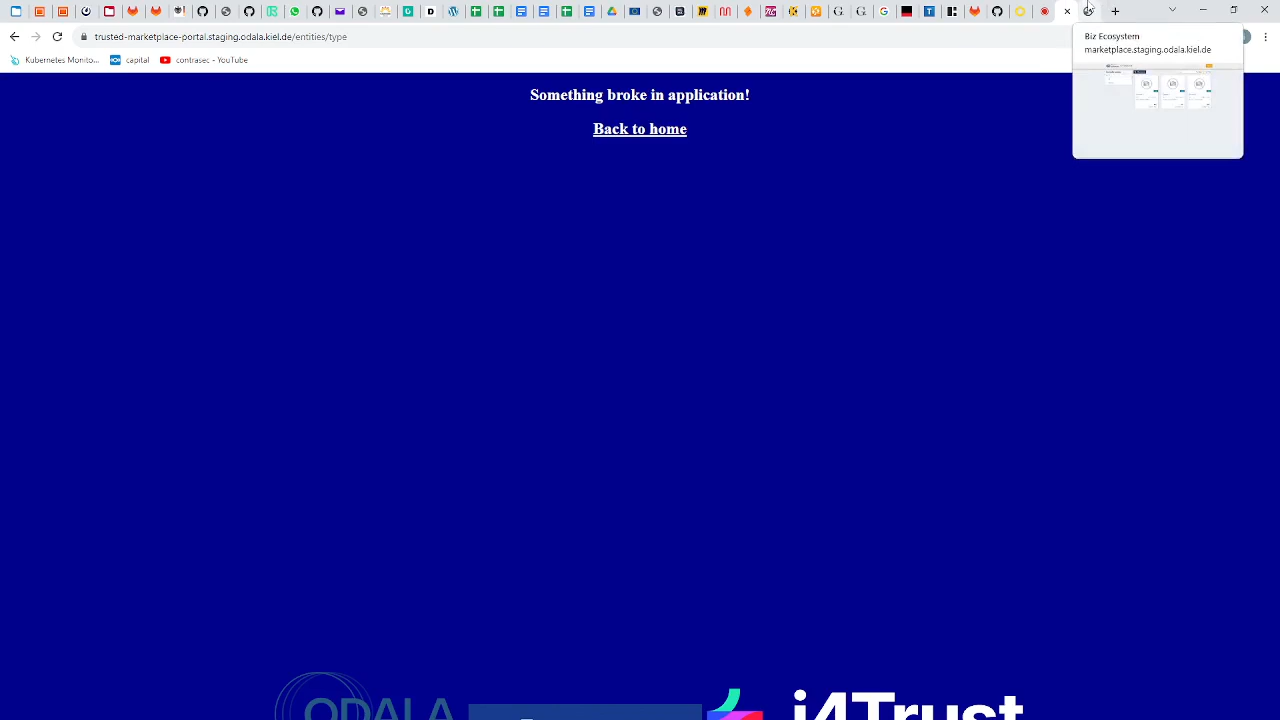 trusted-marketplace-portal.staging.odala.kiel.de/entities/type
Biz Ecosystem
marketplace.staging.odala.kiel.de
Kubernetes Monito...
capital
contrasec - YouTube
Something broke in application!
Back to home
ODALA
i4Trust